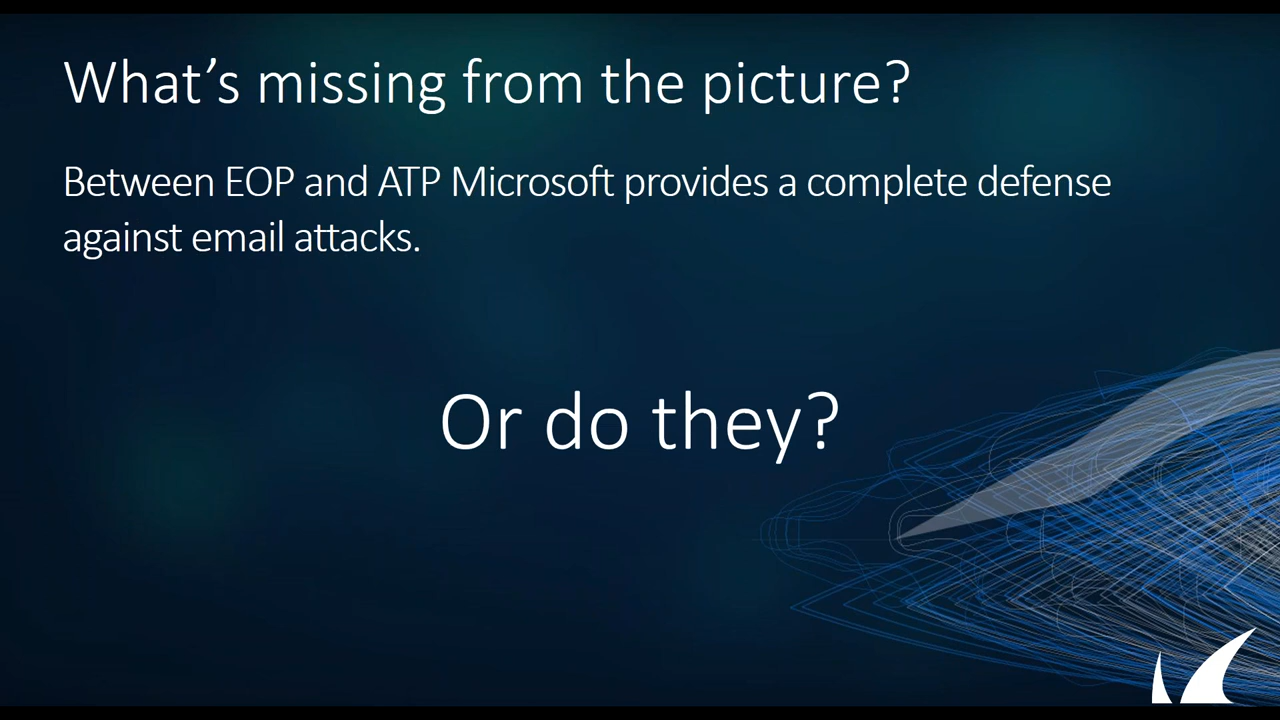 What’s missing from the picture?
Between EOP and ATP Microsoft provides a complete defense
against email attacks.
Or do they?